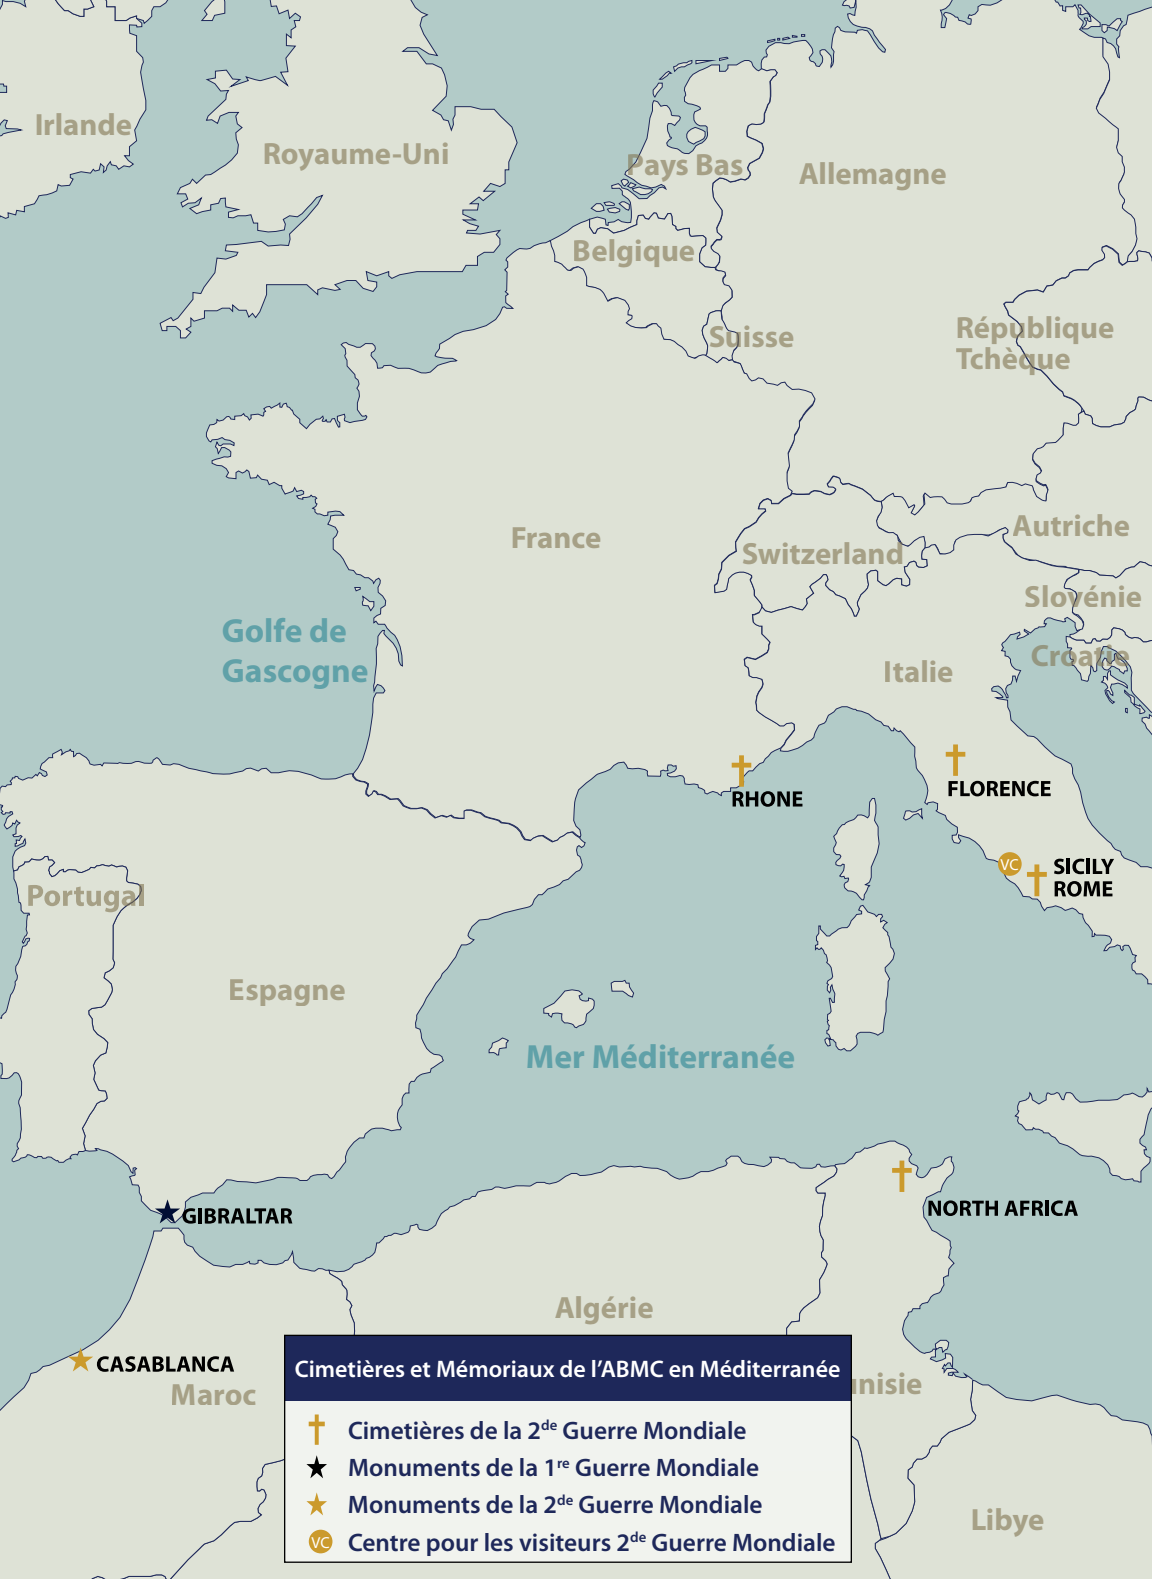 Irlande
Royaume-Uni
Pays Bas
Allemagne
Belgique
Suisse
République
Tchèque
France
Autriche
Switzerland
Slovénie
Golfe de
Gascogne
Croatie
Italie
FLORENCE
RHONE
VC
SICILY
ROME
Portugal
Espagne
Mer Méditerranée
NORTH AFRICA
GIBRALTAR
Algérie
CASABLANCA
Maroc
unisie
Libye
Cimetières et Mémoriaux de l'ABMC en Méditerranée
Cimetières de la 2de Guerre Mondiale
Monuments de la 1re Guerre Mondiale
Monuments de la 2de Guerre Mondiale
VC Centre pour les visiteurs 2de Guerre Mondiale